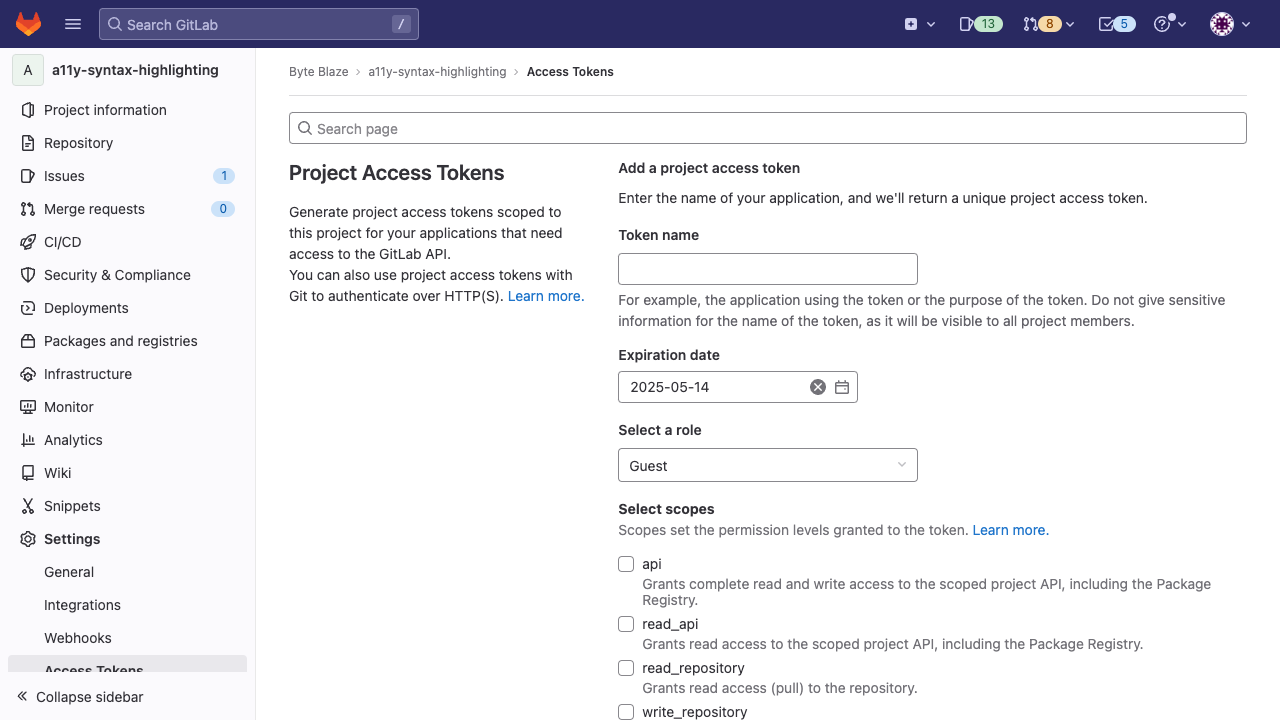 Search GitLab
/
13
8
5
A
a11y-syntax-highlighting
Project information
Repository
Issues
1
Merge requests
0
CI/CD
Security & Compliance
Deployments
Packages and registries
Infrastructure
Monitor
Analytics
Wiki
Snippets
Settings
General
Integrations
Webhooks
Access Tokens
Collapse sidebar
Byte Blaze
a11y-syntax-highlighting
Access Tokens
Search page
Project Access Tokens
Generate project access tokens scoped to
this project for your applications that need
access to the GitLab API.
You can also use project access tokens with
Git to authenticate over HTTP(S). Learn more.
Add a project access token
Enter the name of your application, and we'll return a unique project access token.
Token name
For example, the application using the token or the purpose of the token. Do not give sensitive
information for the name of the token, as it will be visible to all project members.
Expiration date
2025-05-14
Select a role
Guest
Select scopes
Scopes set the permission levels granted to the token. Learn more.
api
Grants complete read and write access to the scoped project API, including the Package
Registry.
read_api
Grants read access to the scoped project API, including the Package Registry.
read_repository
Grants read access (pull) to the repository.
write_repository